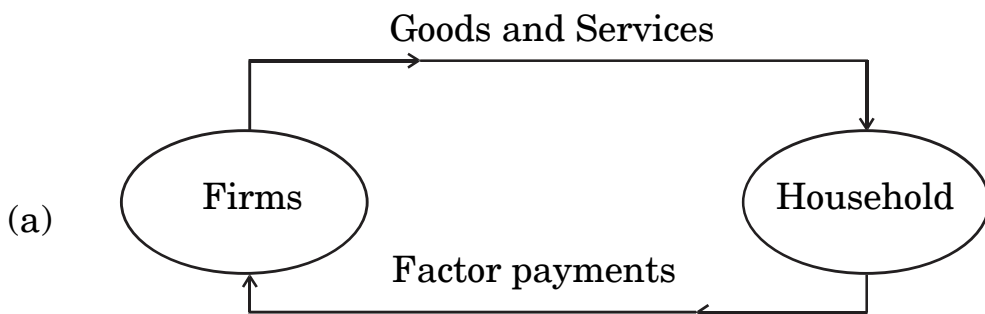 Goods and Services
Firms
Household
(a)
Factor payments